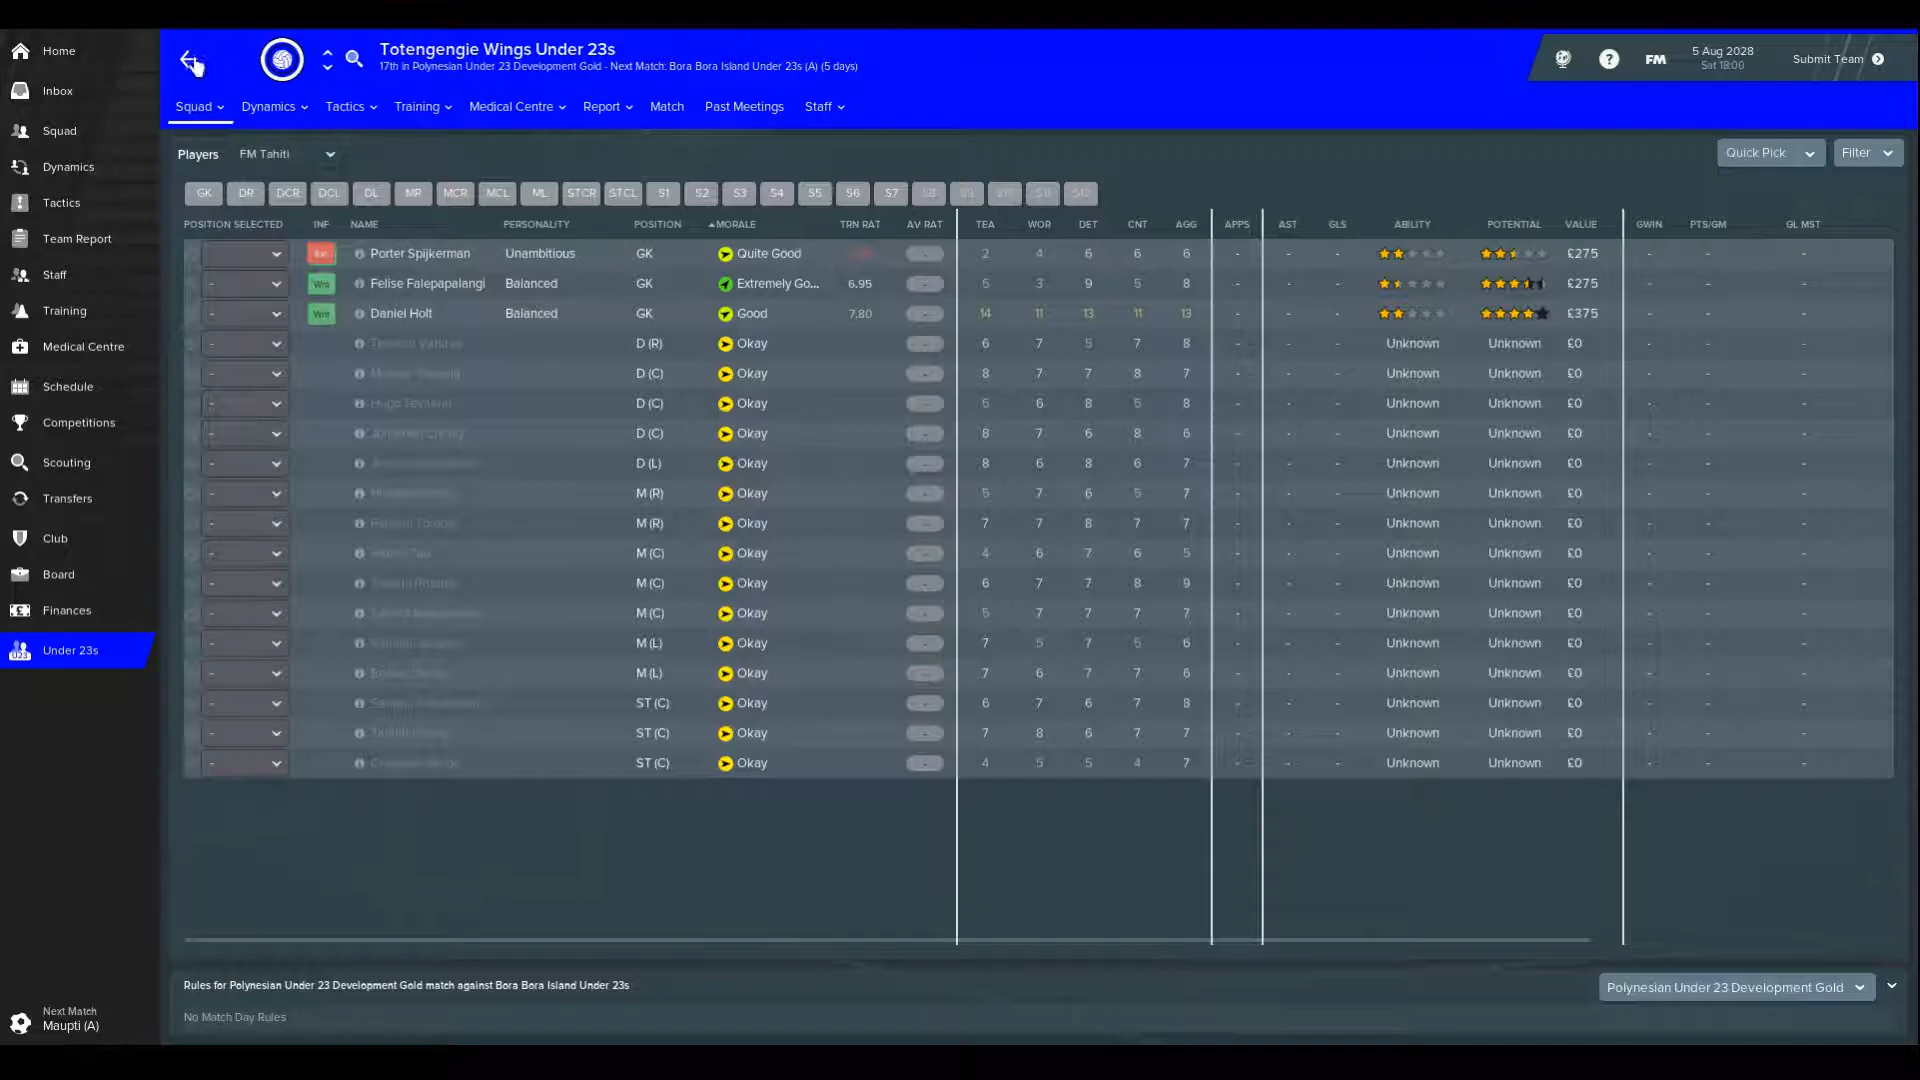 Home
Inbox
Squad
Dynamics
Tactics
Team Report
Staff
Training
Medical Centre
Schedule
Competitions
Scouting
Transfers
Club
Board
Finances
Under 23s
Next Match
Maupti (A)
Totengengie Wings Under 23s
17th in Polynesian Under 23 Development Gold - Next Match: Bora Bora Island Under 23s (A) (5 days)
FM
5 Aug 2028
Sat 18:00
Submit Team
Squad Dynamics Tactics Training Medical Centre Report Match Past Meetings Staff
Players FM Tahiti Quick Pick Filter
GK DR DCR DCL DL MR MCR MCL ML STCR STCL S1 S2 S3 S4 S5 S6 S7 S8 S9 S10 S11 S12
POSITION SELECTED INF NAME PERSONALITY POSITION MORALE TRN RAT AV RAT TEA WOR DET CNT AGG APPS AST GLS ABILITY POTENTIAL VALUE GWIN PTS/GM GL MST
- Porter Spijkerman Unambitious GK Quite Good - 2 4 6 6 6 - - - £275 - - -
- Wnt Felise Falepapalangi Balanced GK Extremely Go... 6.95 - 5 3 9 5 8 - - - £275 - - -
- Wnt Daniel Holt Balanced GK Good 7.80 - 14 11 13 11 13 - - - £375 - - -
- D (R) Okay - 6 7 5 7 8 - - - Unknown Unknown £0 - - -
- D (C) Okay - 8 7 7 8 7 - - - Unknown Unknown £0 - - -
- D (C) Okay - 6 6 8 5 8 - - - Unknown Unknown £0 - - -
- D (C) Okay - 8 7 6 8 6 - - - Unknown Unknown £0 - - -
- D (L) Okay - 8 6 8 6 7 - - - Unknown Unknown £0 - - -
- M (R) Okay - 5 7 6 5 7 - - - Unknown Unknown £0 - - -
- M (R) Okay - 7 7 8 7 7 - - - Unknown Unknown £0 - - -
- M (C) Okay - 4 6 7 6 5 - - - Unknown Unknown £0 - - -
- M (C) Okay - 6 7 7 8 9 - - - Unknown Unknown £0 - - -
- M (C) Okay - 5 7 7 7 7 - - - Unknown Unknown £0 - - -
- M (L) Okay - 7 5 7 5 6 - - - Unknown Unknown £0 - - -
- M (L) Okay - 7 6 7 7 6 - - - Unknown Unknown £0 - - -
- ST (C) Okay - 6 7 6 7 8 - - - Unknown Unknown £0 - - -
- ST (C) Okay - 7 8 6 7 7 - - - Unknown Unknown £0 - - -
- ST (C) Okay - 4 5 5 4 7 - - - Unknown Unknown £0 - - -
Rules for Polynesian Under 23 Development Gold match against Bora Bora Island Under 23s
Polynesian Under 23 Development Gold
No Match Day Rules